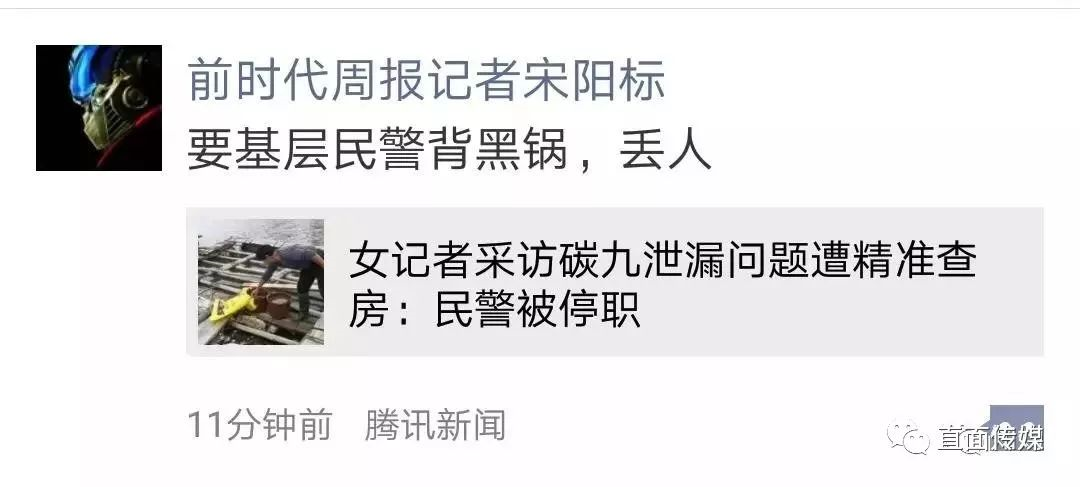 前时代周报记者宋阳标
要基层民警背黑锅，丢人
女记者采访碳九泄漏问题遭精准查
房：民警被停职
11分钟前 腾讯新闻
直面传媒